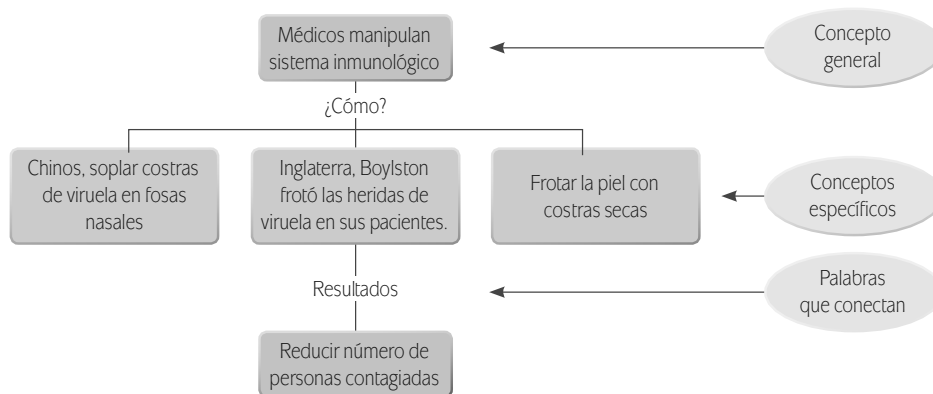 Médicos manipulan
sistema inmunológico
Concepto
general
¿Cómo?
Chinos, soplar costras
de viruela en fosas
nasales
Inglaterra, Boylston
frotó las heridas de
viruela en sus pacientes.
Frotar la piel con
costras secas
Conceptos
específicos
Resultados
Palabras
que conectan
Reducir número de
personas contagiadas